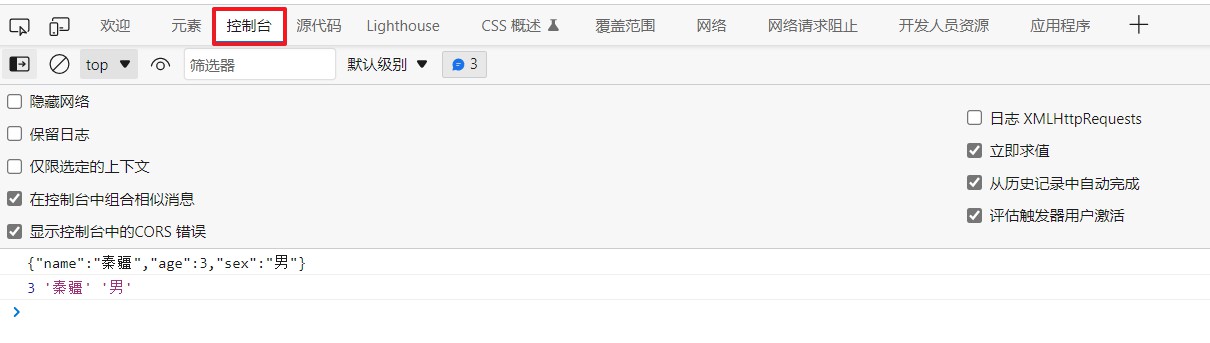 欢迎 元素 控制台 源代码 Lighthouse CSS 概述 覆盖范围 网络 网络请求阻止 开发人员资源 应用程序
top 筛选器 默认级别 3
隐藏网络
日志 XMLHttpRequests
保留日志
立即求值
仅限选定的上下文
从历史记录中自动完成
在控制台中组合相似消息
评估触发器用户激活
显示控制台中的CORS 错误
{"name":"秦疆","age":3,"sex":"男"}
3 '秦疆' '男'